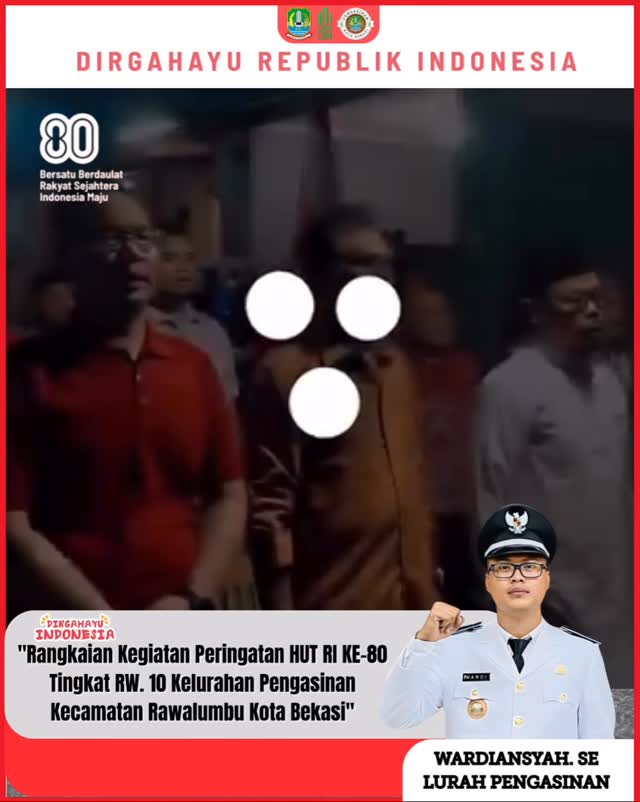 DIRGAHAYU REPUBLIK INDONESIA
80
Bersatu Berdaulat
Rakyat Sejahtera
Indonesia Maju
DIRGAHAYU
INDONESIA
"Rangkaian Kegiatan Peringatan HUT RI KE-80
Tingkat RW. 10 Kelurahan Pengasinan
Kecamatan Rawalumbu Kota Bekasi"
WARDI
WARDIANSYAH. SE
LURAH PENGASINAN